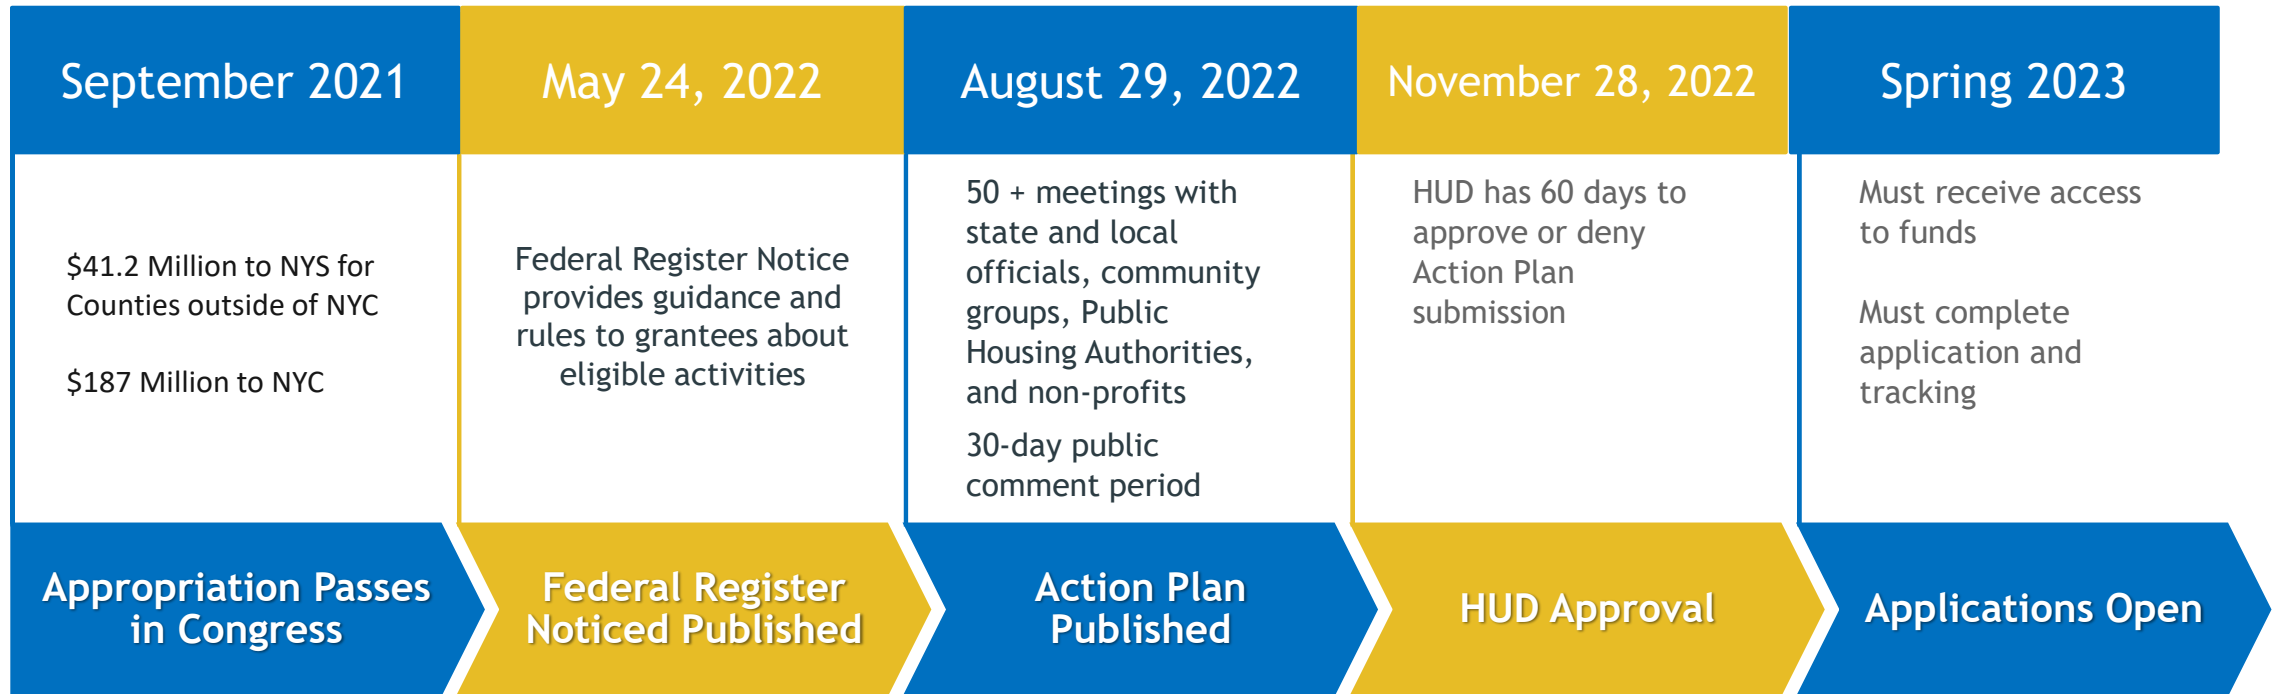 September 2021
May 24, 2022
August 29, 2022
November 28, 2022
Spring 2023
$41.2 Million to NYS for
Counties outside of NYC
$187 Million to NYC
Federal Register Notice
provides guidance and
rules to grantees about
eligible activities
50 + meetings with
state and local
officials, community
groups, Public
Housing Authorities,
and non-profits
30-day public
comment period
HUD has 60 days to
approve or deny
Action Plan
submission
Must receive access
to funds
Must complete
application and
tracking
Appropriation Passes
in Congress
Federal Register
Noticed Published
Action Plan
Published
HUD Approval
Applications Open